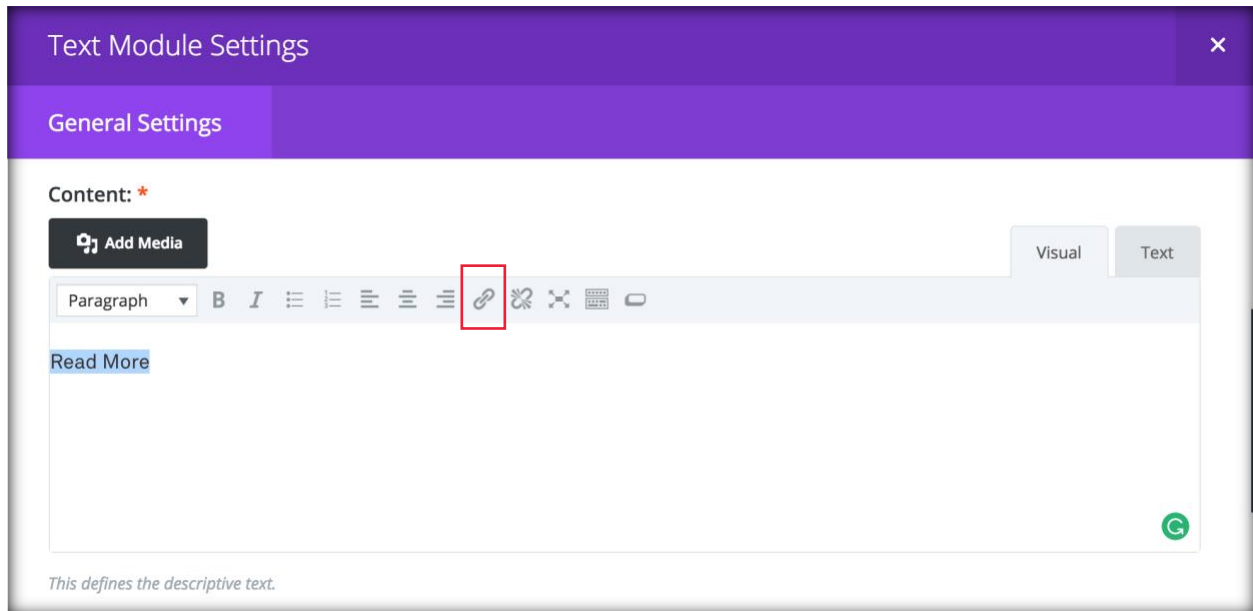 Text Module Settings
General Settings
Content: *
Add Media
Visual Text
Paragraph B I
Read More
This defines the descriptive text.